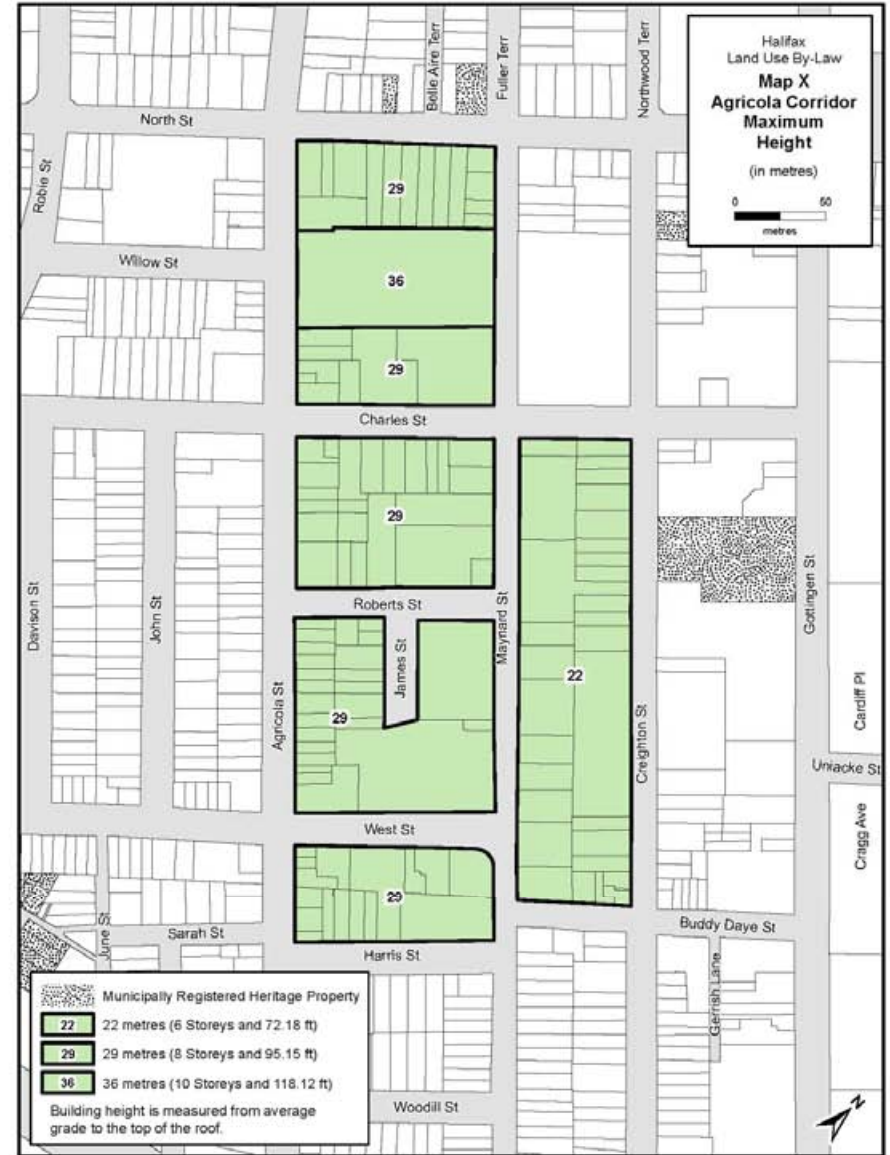 Halifax
Land Use By-Law
Map X
Agricola Corridor
Maximum
Height
(in metres)
0 50
metres
Belle Aire Terr
Fuller Terr
Northwood Terr
North St
Robie St
29
Willow St
36
29
Charles St
29
Roberts St
Davison St
John St
Agricola St
James St
Maynard St
Creighton St
Gottingen St
Cardiff Pl
22
29
Uniacke St
West St
Cragg Ave
29
June St
Sarah St
Harris St
Buddy Daye St
Gerrish Lane
Municipally Registered Heritage Property
22 22 metres (6 Storeys and 72.18 ft)
29 29 metres (8 Storeys and 95.15 ft)
36 36 metres (10 Storeys and 118.12 ft)
Building height is measured from average
grade to the top of the roof.
Woodill St
N